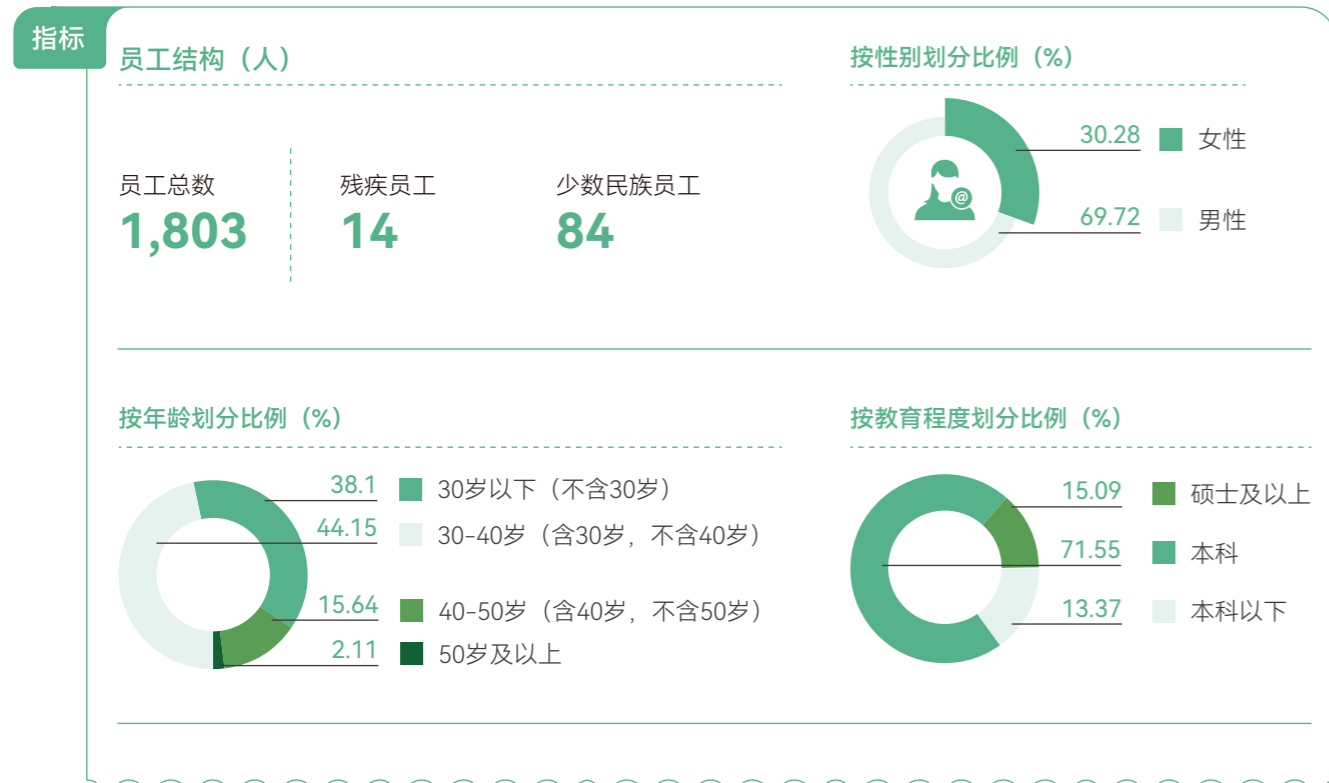 指标
员工结构（人）
员工总数
1,803
残疾员工
14
少数民族员工
84
按性别划分比例（%）
30.28 女性
69.72 男性
@
按年龄划分比例（%）
38.1 30岁以下（不含30岁）
44.15 30-40岁（含30岁，不含40岁）
15.64 40-50岁（含40岁，不含50岁）
2.11 50岁及以上
按教育程度划分比例（%）
15.09 硕士及以上
71.55 本科
13.37 本科以下